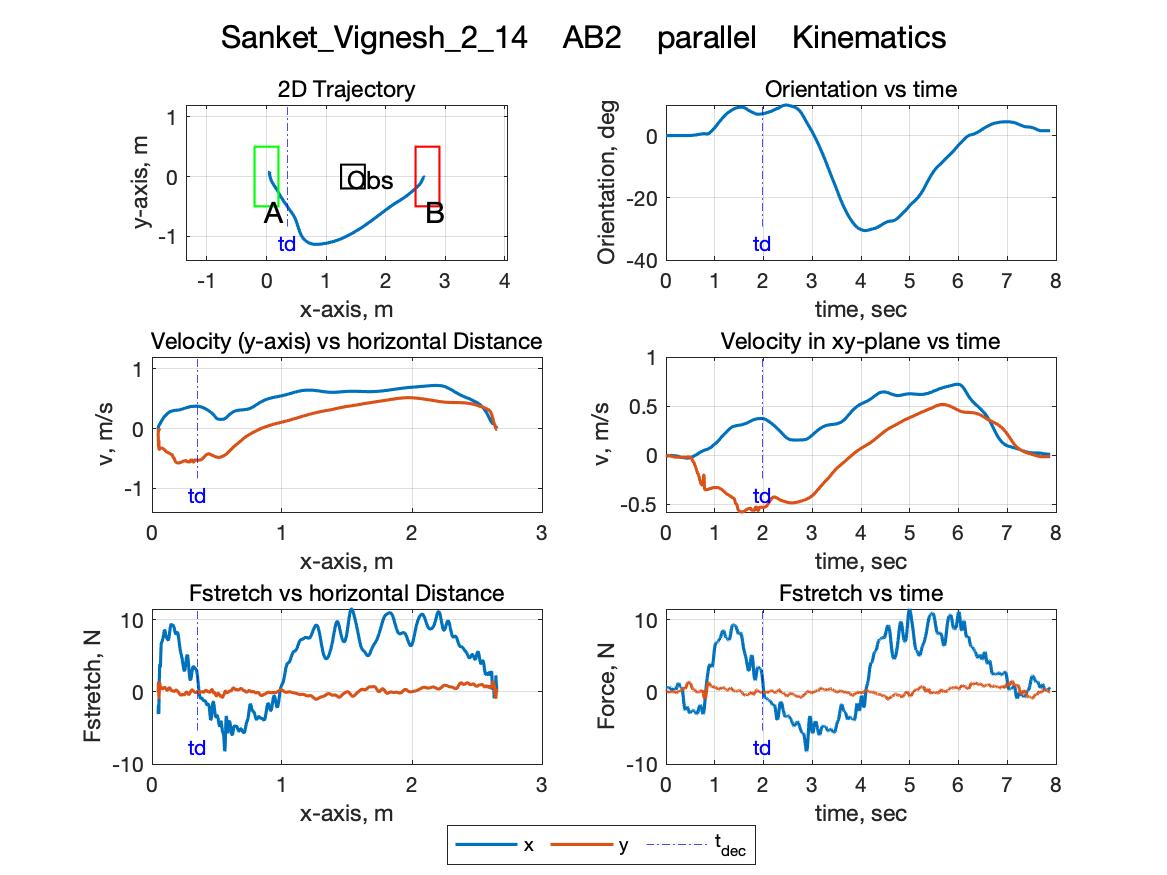 Sanket_Vignesh_2_14 AB2 parallel Kinematics
2D Trajectory
y-axis, m
1
0
-1
A
td
Obs
B
-1 0 1 2 3 4
x-axis, m
Orientation vs time
Orientation, deg
0
-20
-40
td
0 1 2 3 4 5 6 7 8
time, sec
Velocity (y-axis) vs horizontal Distance
v, m/s
1
0
-1
td
0 1 2 3
x-axis, m
Velocity in xy-plane vs time
v, m/s
1
0.5
0
-0.5
td
0 1 2 3 4 5 6 7 8
time, sec
Fstretch vs horizontal Distance
Fstretch, N
10
0
-10
td
0 1 2 3
x-axis, m
Fstretch vs time
Force, N
10
0
-10
td
0 1 2 3 4 5 6 7 8
time, sec
x y t_dec